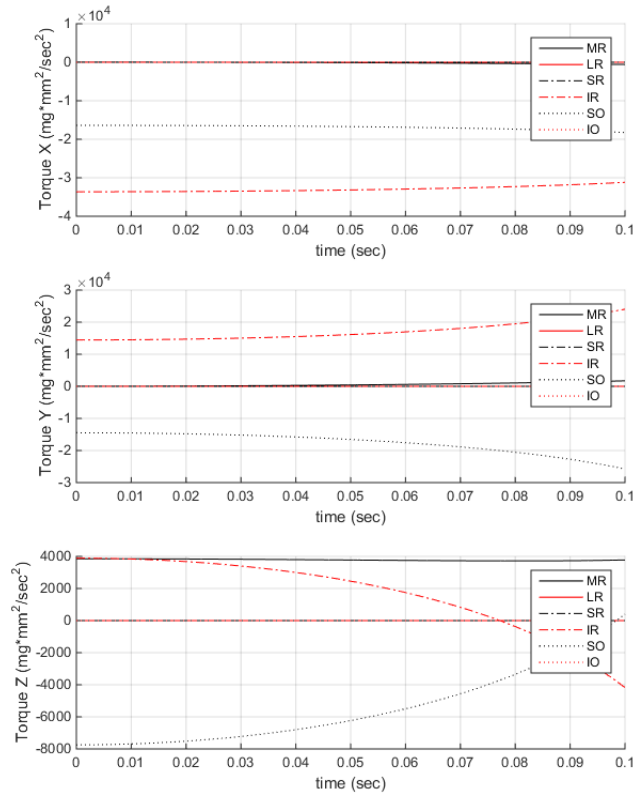 ×10⁴
1
0
-1
-2
-3
-4
Torque X (mg*mm²/sec²)
0 0.01 0.02 0.03 0.04 0.05 0.06 0.07 0.08 0.09 0.1
time (sec)
MR
LR
SR
IR
SO
IO
×10⁴
3
2
1
0
-1
-2
-3
Torque Y (mg*mm²/sec²)
0 0.01 0.02 0.03 0.04 0.05 0.06 0.07 0.08 0.09 0.1
time (sec)
MR
LR
SR
IR
SO
IO
4000
2000
0
-2000
-4000
-6000
-8000
Torque Z (mg*mm²/sec²)
0 0.01 0.02 0.03 0.04 0.05 0.06 0.07 0.08 0.09 0.1
time (sec)
MR
LR
SR
IR
SO
IO